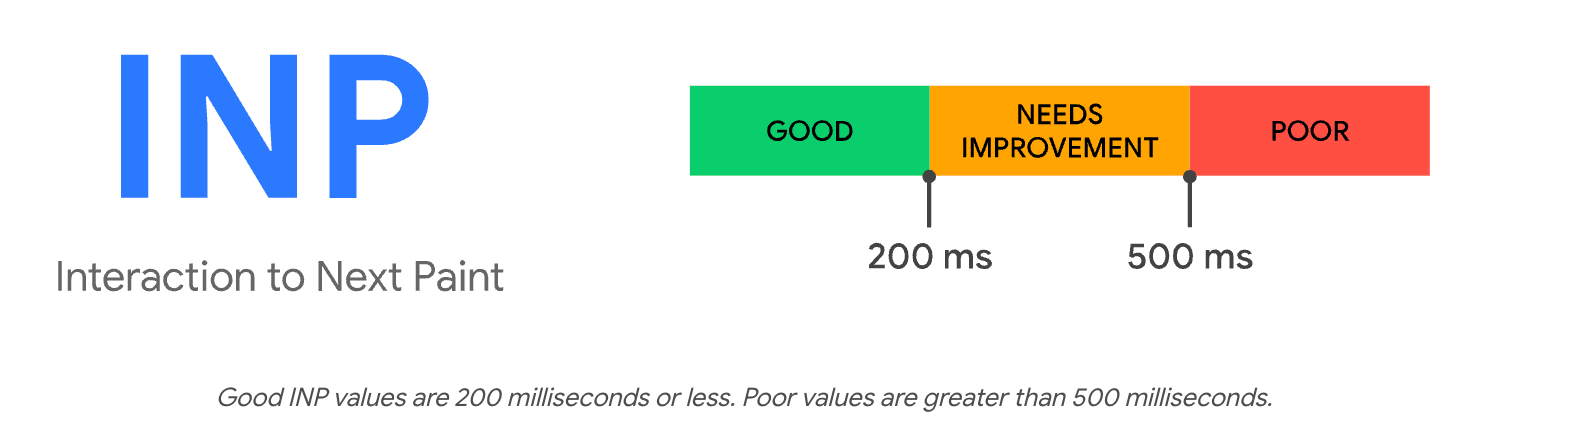 INP
Interaction to Next Paint
GOOD
NEEDS
IMPROVEMENT
POOR
200 ms
500 ms
Good INP values are 200 milliseconds or less. Poor values are greater than 500 milliseconds.